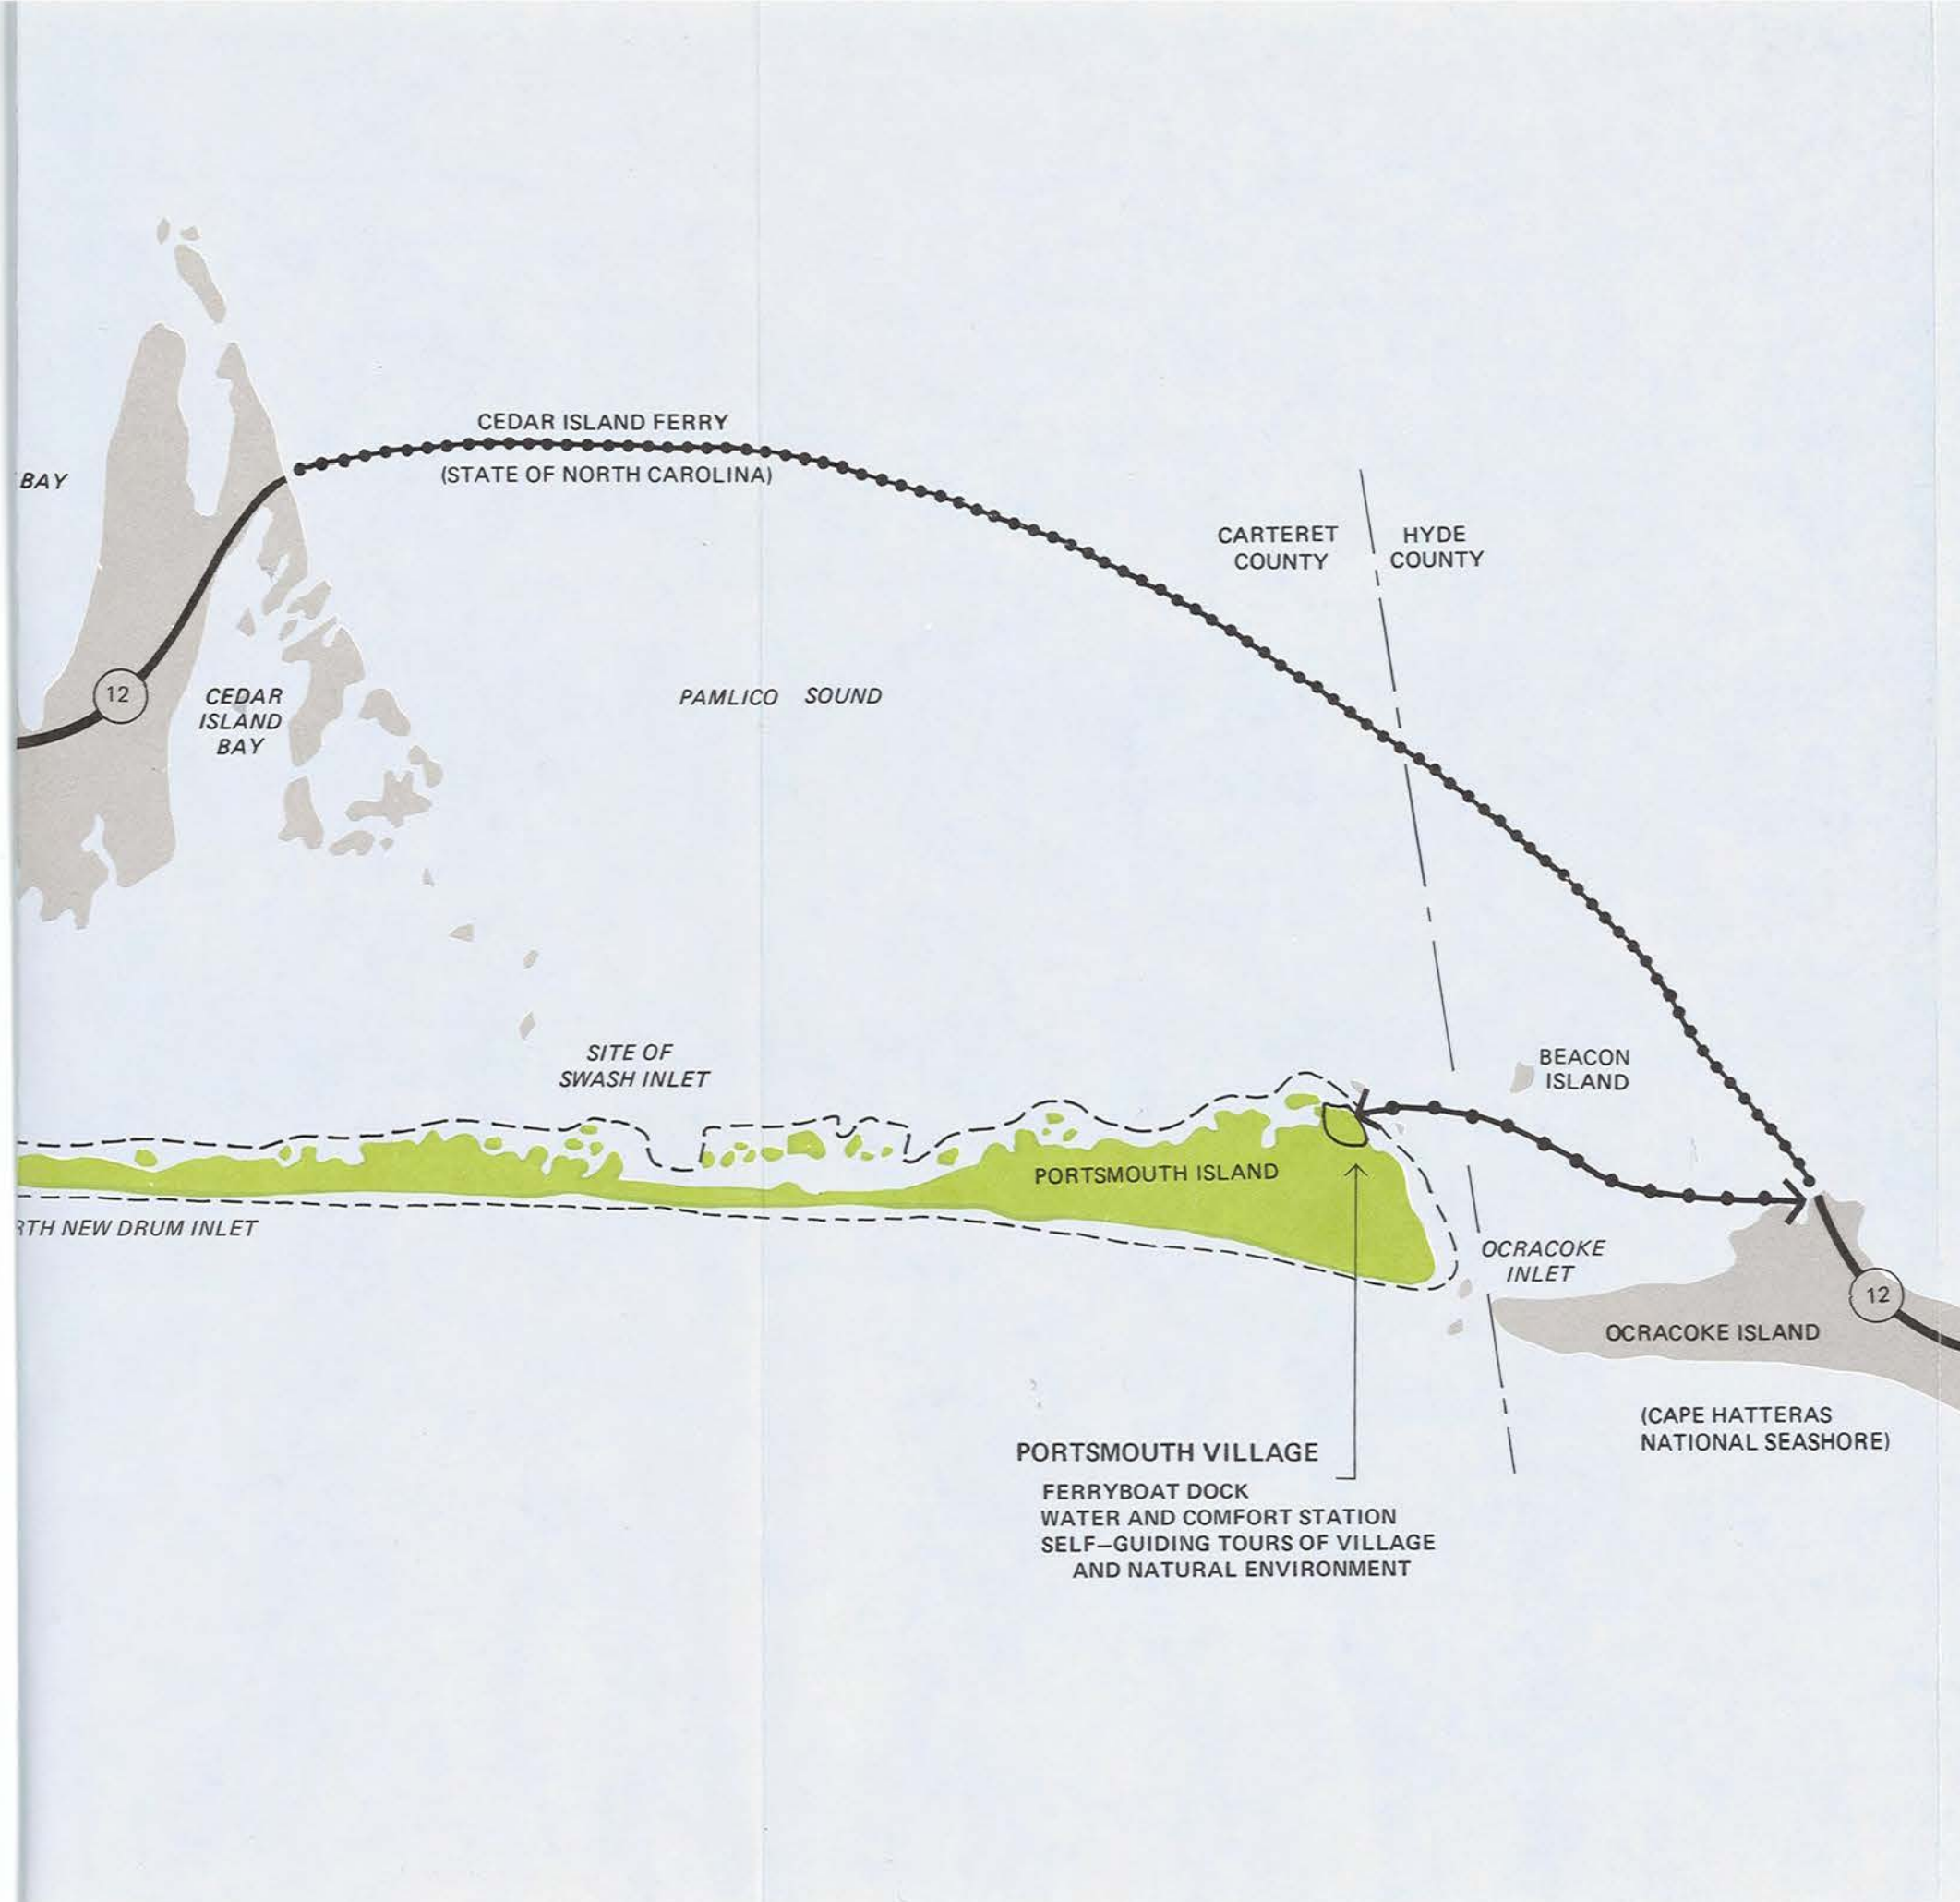 CEDAR ISLAND FERRY
(STATE OF NORTH CAROLINA)
BAY
CARTERET
COUNTY
HYDE
COUNTY
12
CEDAR
ISLAND
BAY
PAMLICO SOUND
SITE OF
SWASH INLET
BEACON
ISLAND
PORTSMOUTH ISLAND
RTH NEW DRUM INLET
OCRACOKE
INLET
12
OCRACOKE ISLAND
(CAPE HATTERAS
NATIONAL SEASHORE)
PORTSMOUTH VILLAGE
FERRYBOAT DOCK
WATER AND COMFORT STATION
SELF–GUIDING TOURS OF VILLAGE
AND NATURAL ENVIRONMENT